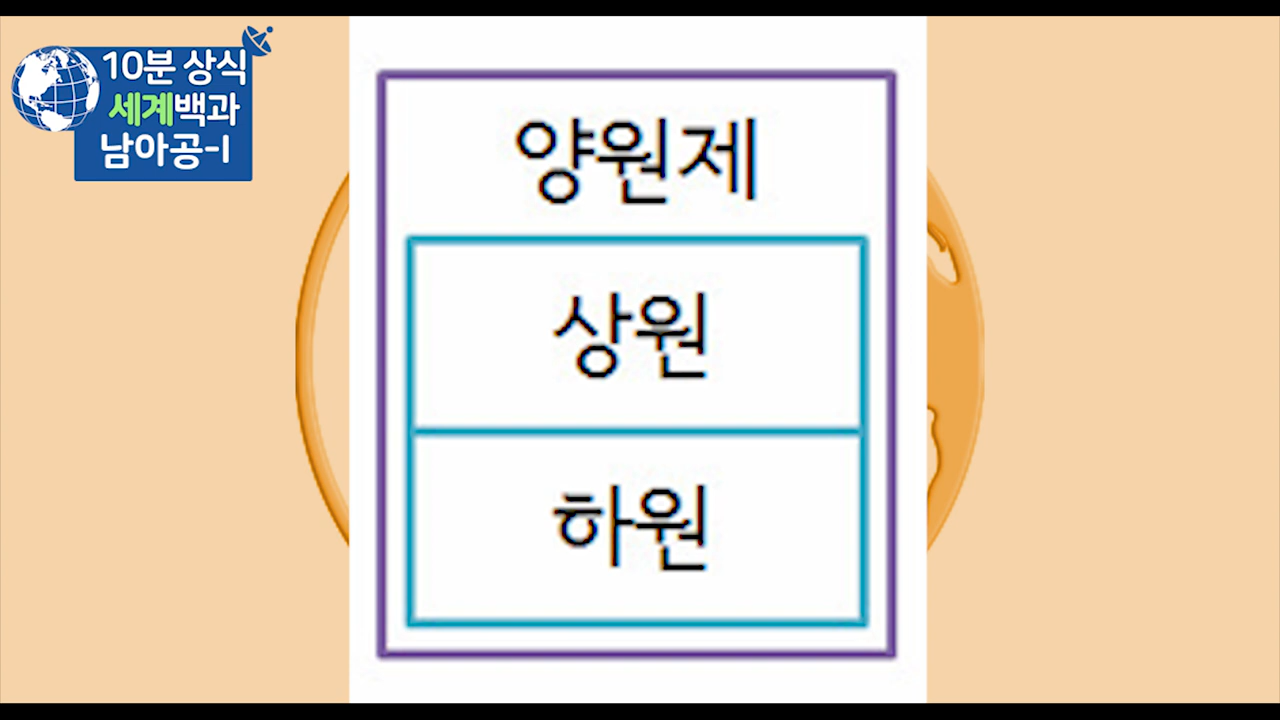 10분 상식
세계백과
남아공-I
양원제
상원
하원